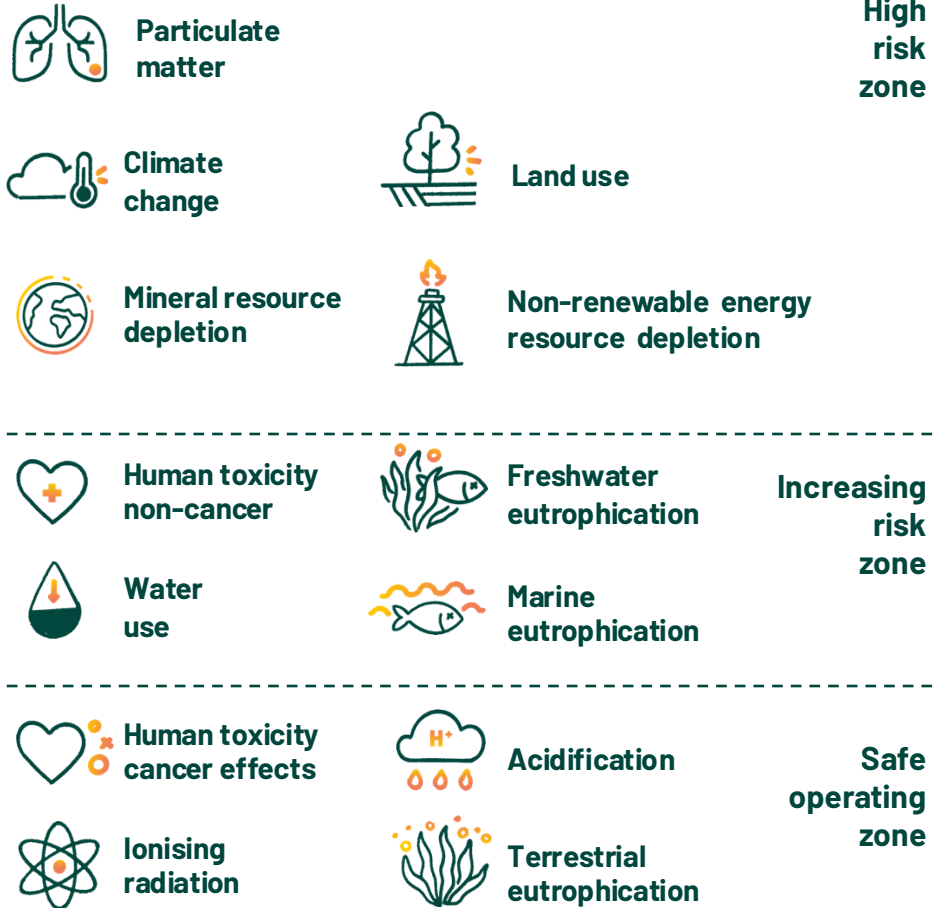 Particulate
matter
High
risk
zone
Climate
change
Land use
Mineral resource
depletion
Non-renewable energy
resource depletion
Human toxicity
non-cancer
Freshwater
eutrophication
Increasing
risk
zone
Water
use
Marine
eutrophication
Human toxicity
cancer effects
H+
Acidification
Safe
operating
zone
Ionising
radiation
Terrestrial
eutrophication